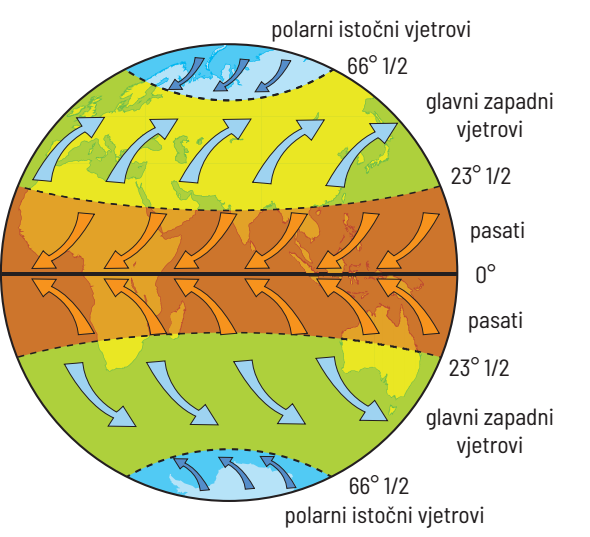 polarni istočni vjetrovi
66° 1/2
glavni zapadni
vjetrovi
23° 1/2
pasati
0°
pasati
23° 1/2
glavni zapadni
vjetrovi
66° 1/2
polarni istočni vjetrovi